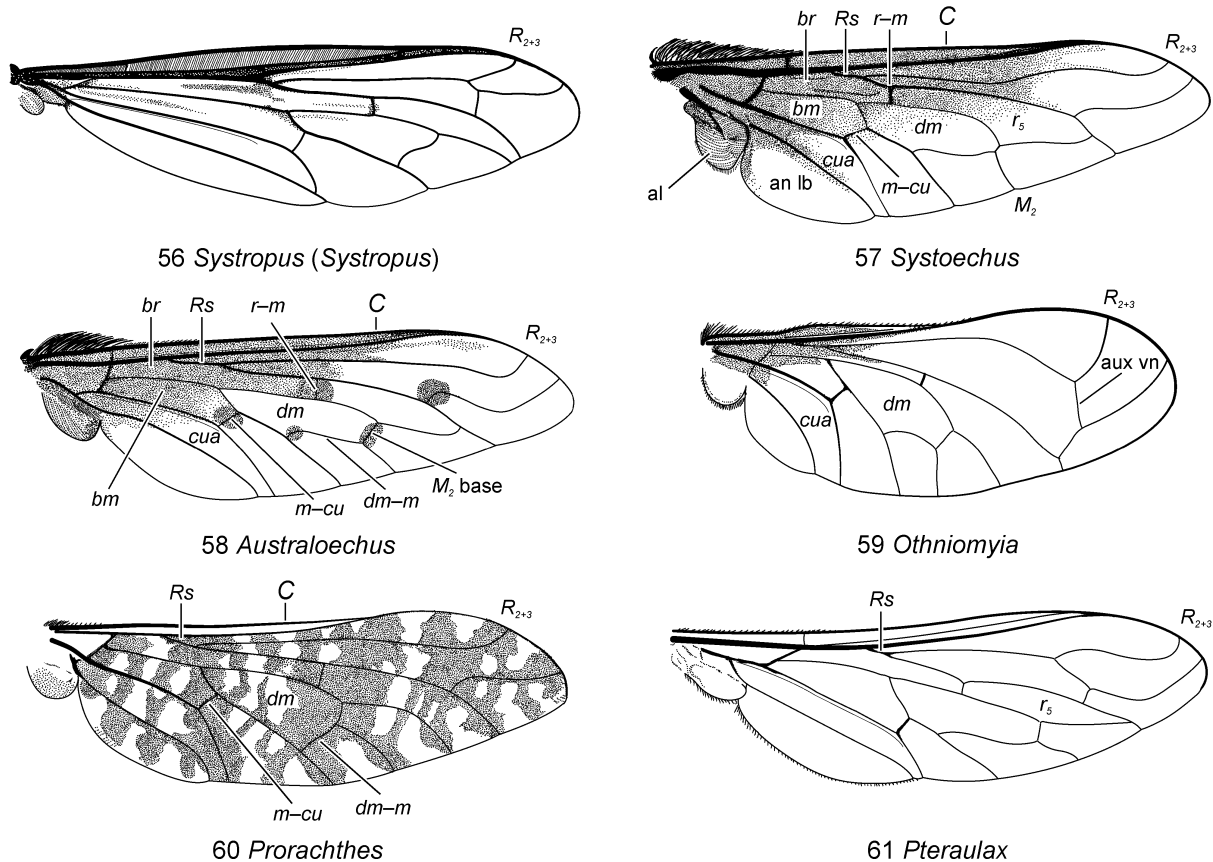 R2+3
56 Systropus (Systropus)
br Rs r–m C R2+3
bm dm r5
cua
al an lb m–cu M2
57 Systoechus
br Rs r–m C R2+3
dm
cua
bm m–cu dm–m M2 base
58 Australoechus
R2+3
aux vn
dm
cua
59 Othniomyia
Rs C R2+3
dm
m–cu dm–m
60 Prorachthes
Rs R2+3
r5
61 Pteraulax